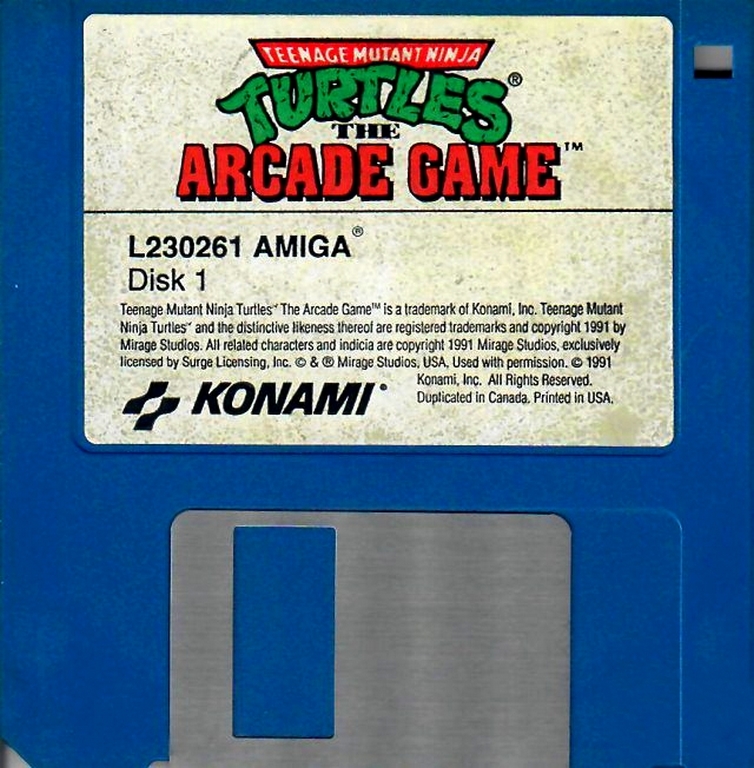 TEENAGE MUTANT NINJA
TURTLES®
THE
ARCADE GAME™
L230261 AMIGA®
Disk 1
Teenage Mutant Ninja Turtles™ The Arcade Game™ is a trademark of Konami, Inc. Teenage Mutant
Ninja Turtles™ and the distinctive likeness thereof are registered trademarks and copyright 1991 by
Mirage Studios. All related characters and indicia are copyright 1991 Mirage Studios, exclusively
licensed by Surge Licensing, Inc. © & ® Mirage Studios, USA, Used with permission. © 1991
Konami, Inc. All Rights Reserved.
Duplicated in Canada. Printed in USA.
KONAMI®